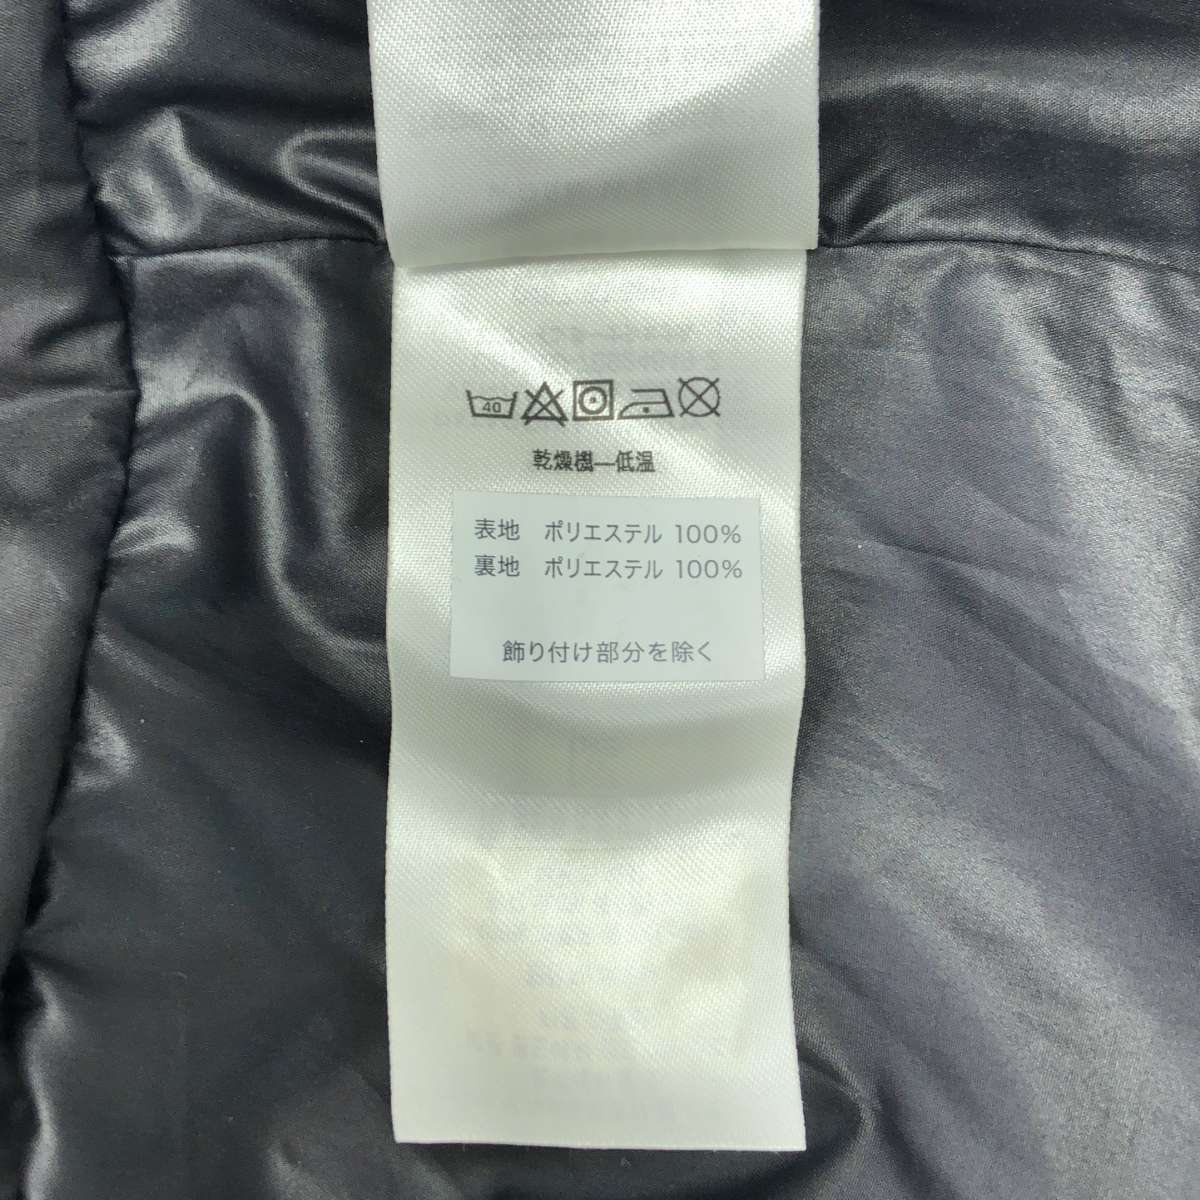 40
乾燥機—低温
表地 ポリエステル 100%
裏地 ポリエステル 100%
飾り付け部分を除く